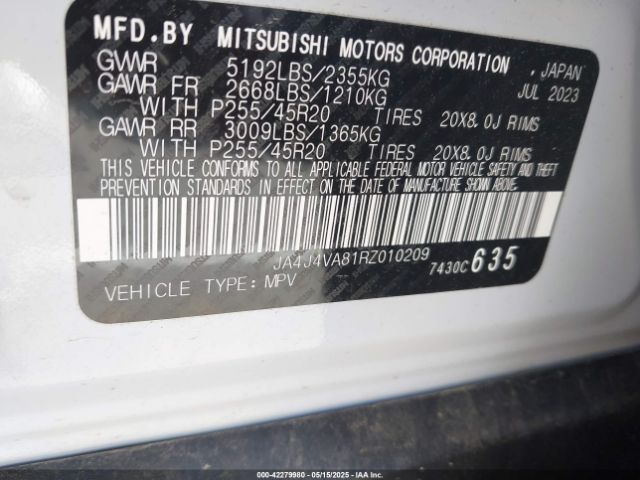 MFD.BY MITSUBISHI MOTORS CORPORATION , JAPAN
GVWR 5192LBS/2355KG JUL 2023
GAWR FR 2668LBS/1210KG
WITH P255/45R20 TIRES 20X8.0J RIMS
GAWR RR 3009LBS/1365KG
WITH P255/45R20 TIRES 20X8.0J RIMS
THIS VEHICLE CONFORMS TO ALL APPLICABLE FEDERAL MOTOR VEHICLE SAFETY AND THEFT
PREVENTION STANDARDS IN EFFECT ON THE DATE OF MANUFACTURE SHOWN ABOVE.
JA4J4VA81RZ010209
7430C635
VEHICLE TYPE:MPV
000-42279980 05/15/2025 IAA, Inc.